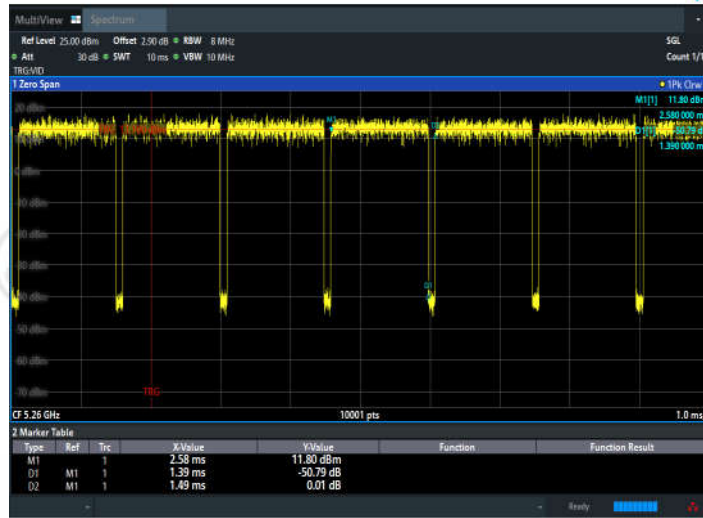 MultiView Spectrum
Ref Level 25.00 dBm Offset 2.90 dB RBW 8 MHz SGL
Att 30 dB SWT 10 ms VBW 10 MHz Count 1/1
TRG:VID
1 Zero Span 1Pk Clrw
M1[1] 11.80 dBm
20 dBm
2.580 000 m
D1[1] -50.79 d
1.390 000 m
M1
0 dBm
-10 dBm
-20 dBm
-30 dBm
D1
-40 dBm
-50 dBm
-60 dBm
-70 dBm
TRG
CF 5.26 GHz 10001 pts 1.0 ms
2 Marker Table
Type Ref Trc X-Value Y-Value Function Function Result
M1 1 2.58 ms 11.80 dBm
D1 M1 1 1.39 ms -50.79 dB
D2 M1 1 1.49 ms 0.01 dB
Ready